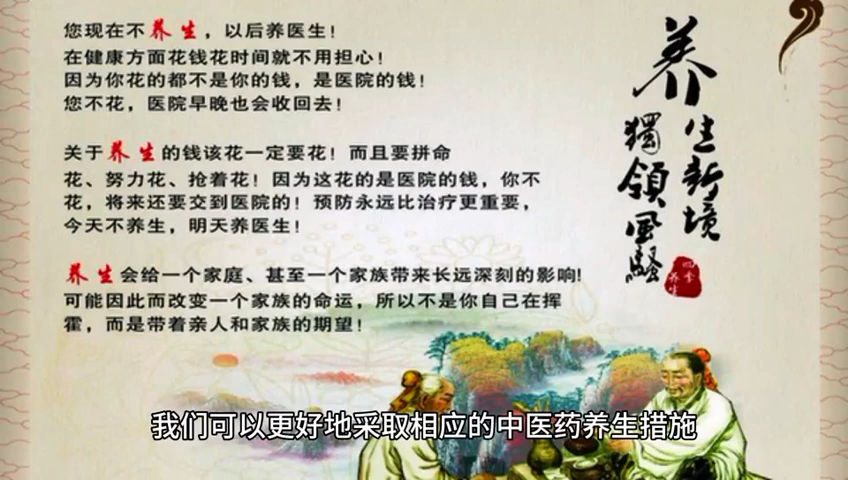 您现在不养生，以后养医生！
在健康方面花钱花时间就不用担心！
因为你花的都不是你的钱，是医院的钱！
您不花，医院早晚也会收回去！
关于养生的钱该花一定要花！而且要拼命
花、努力花、抢着花！因为这花的是医院的钱，你不
花，将来还要交到医院的！预防永远比治疗更重要，
今天不养生，明天养医生！
养生会给一个家庭、甚至一个家族带来长远深刻的影响！
可能因此而改变一个家族的命运，所以不是你自己在挥
霍，而是带着亲人和家族的期望！
养生新境
獨領風騷
四季
养生
我们可以更好地采取相应的中医药养生措施